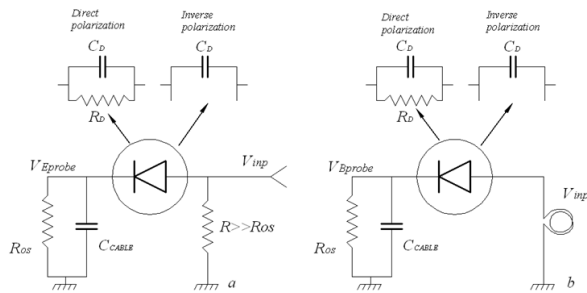 Direct
polarization
Inverse
polarization
C_D
C_D
R_D
V_Eprobe
V_inp
R_OS
C_CABLE
R>>Ros
a
Direct
polarization
Inverse
polarization
C_D
C_D
R_D
V_Bprobe
V_inp
R_OS
C_CABLE
b